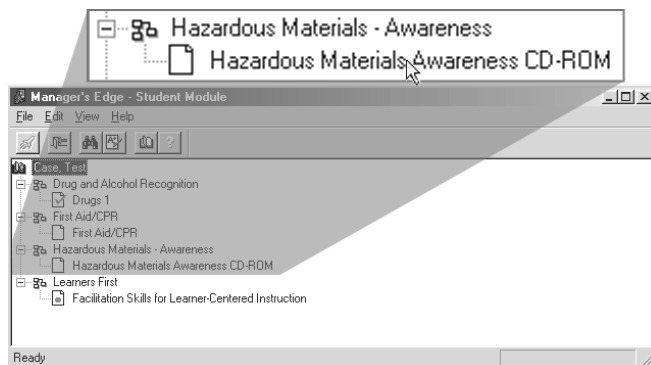 Hazardous Materials - Awareness
Hazardous Materials Awareness CD-ROM
Manager's Edge - Student Module
File Edit View Help
Case, Test
Drug and Alcohol Recognition
Drugs 1
First Aid/CPR
First Aid/CPR
Hazardous Materials - Awareness
Hazardous Materials Awareness CD-ROM
Learners First
Facilitation Skills for Learner-Centered Instruction
Ready